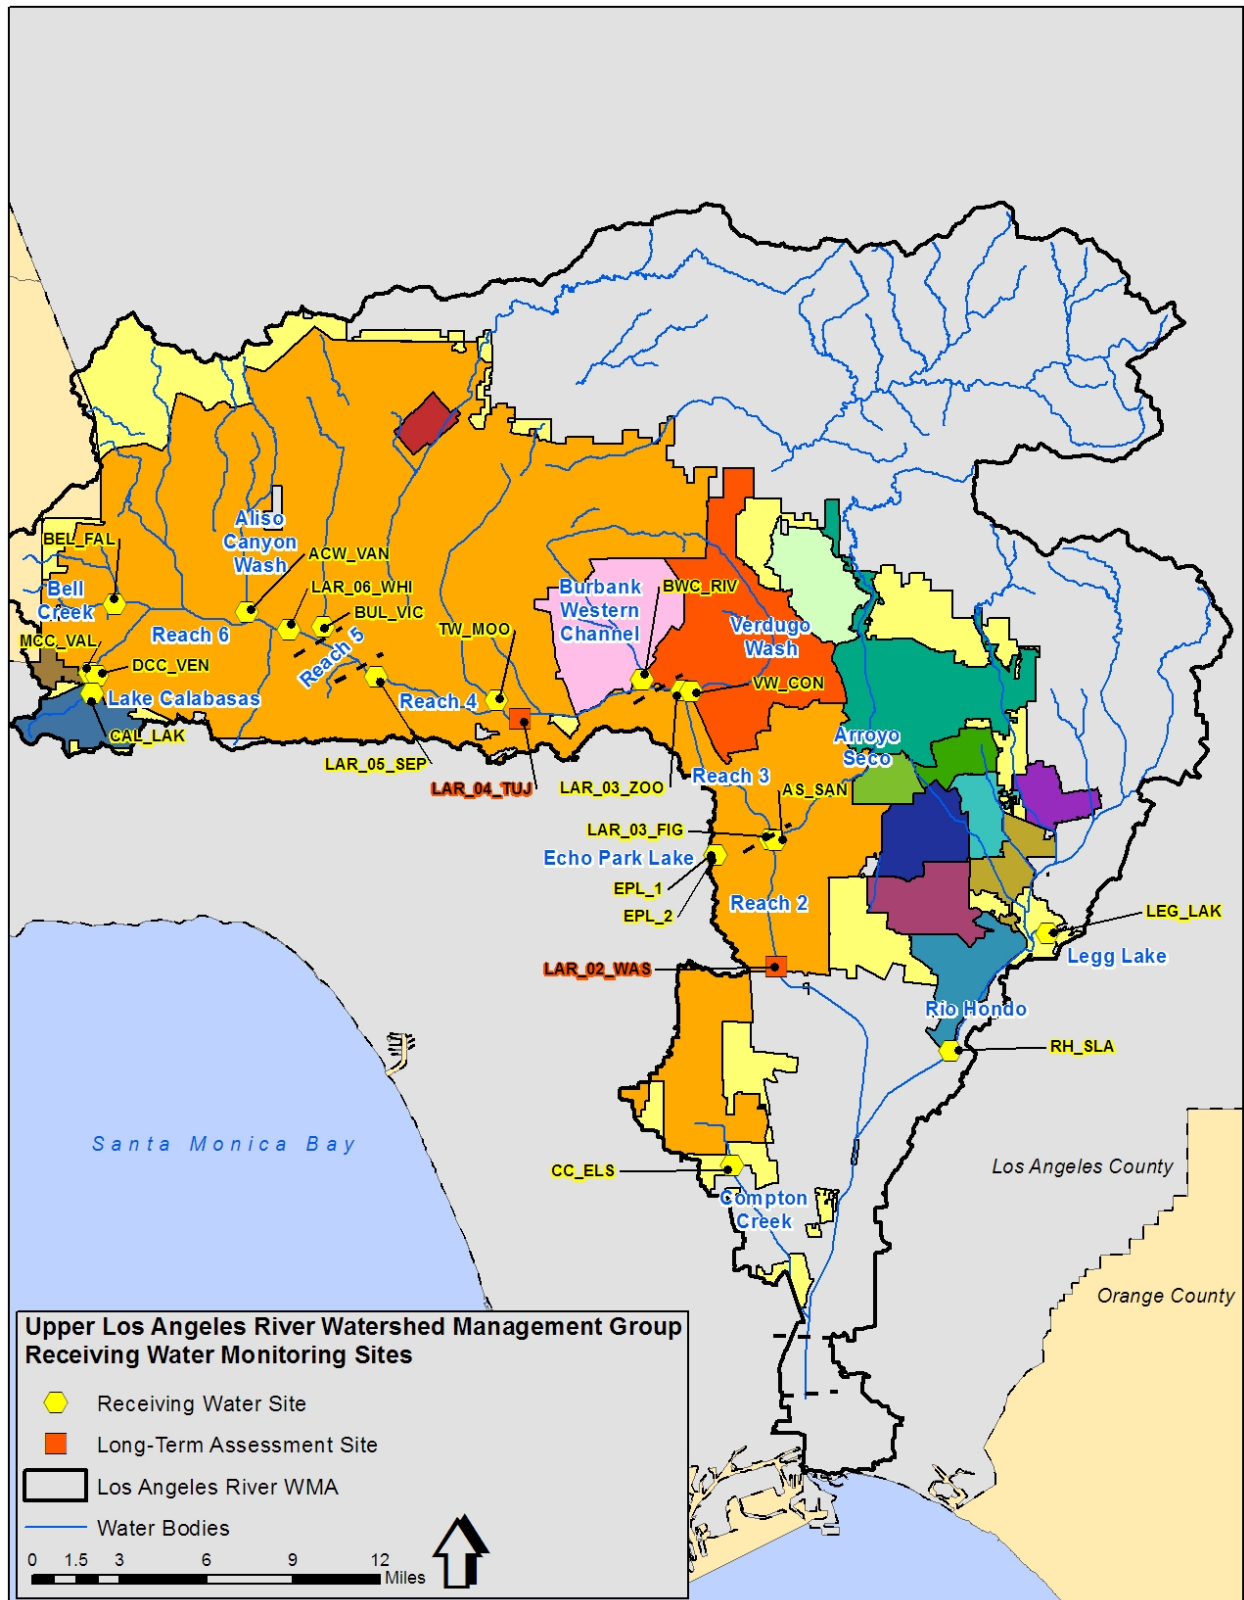 BEL_FAL
Aliso
Canyon
Wash
ACW_VAN
LAR_06_WHI
BUL_VIC
Bell
Creek
Reach 6
Reach 5
MCC_VAL
DCC_VEN
Lake Calabasas
CAL_LAK
TW_MOO
Reach 4
LAR_05_SEP
LAR_04_TUJ
Burbank
Western
Channel
BWC_RIV
Verdugo
Wash
VW_CON
LAR_03_ZOO
Reach 3
Arroyo
Seco
AS_SAN
LAR_03_FIG
Echo Park Lake
EPL_1
EPL_2
Reach 2
LEG_LAK
Legg Lake
LAR_02_WAS
Rio Hondo
RH_SLA
Santa Monica Bay
CC_ELS
Compton
Creek
Los Angeles County
Orange County
Upper Los Angeles River Watershed Management Group
Receiving Water Monitoring Sites
Receiving Water Site
Long-Term Assessment Site
Los Angeles River WMA
Water Bodies
0 1.5 3 6 9 12
Miles